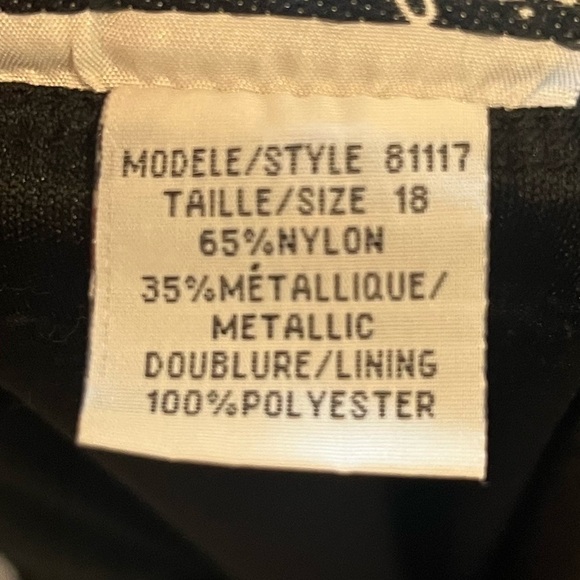 MODELE/STYLE 81117
TAILLE/SIZE 18
65%NYLON
35%MÉTALLIQUE/
METALLIC
DOUBLURE/LINING
100%POLYESTER